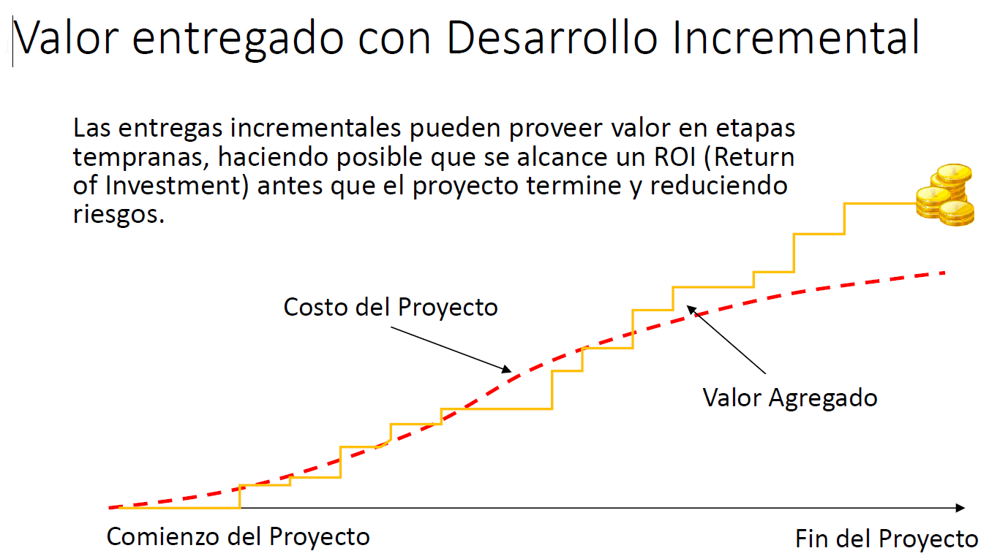 Valor entregado con Desarrollo Incremental
Las entregas incrementales pueden proveer valor en etapas
tempranas, haciendo posible que se alcance un ROI (Return
of Investment) antes que el proyecto termine y reduciendo
riesgos.
Costo del Proyecto
Valor Agregado
Comienzo del Proyecto
Fin del Proyecto